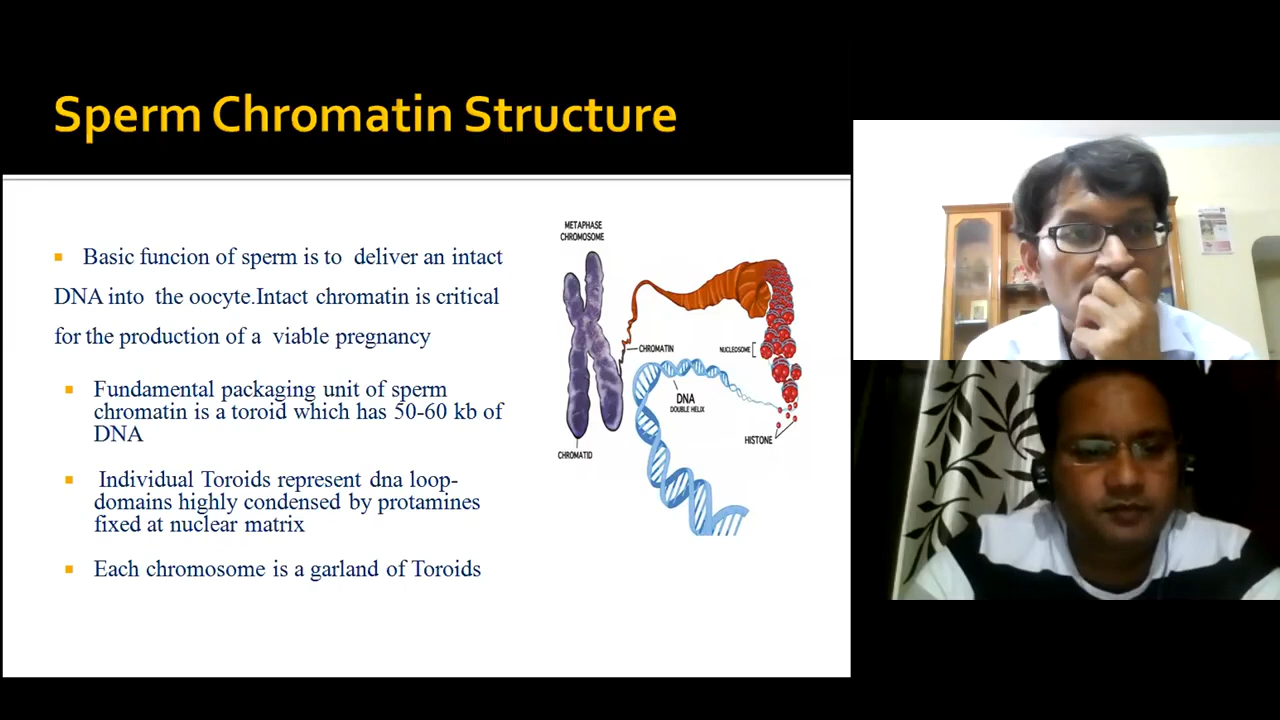 Sperm Chromatin Structure
Basic funcion of sperm is to deliver an intact
DNA into the oocyte.Intact chromatin is critical
for the production of a viable pregnancy
Fundamental packaging unit of sperm
chromatin is a toroid which has 50-60 kb of
DNA
Individual Toroids represent dna loop-
domains highly condensed by protamines
fixed at nuclear matrix
Each chromosome is a garland of Toroids
METAPHASE
CHROMOSOME
CHROMATIN
NUCLEOSOME
DNA
DOUBLE HELIX
HISTONE
CHROMATID